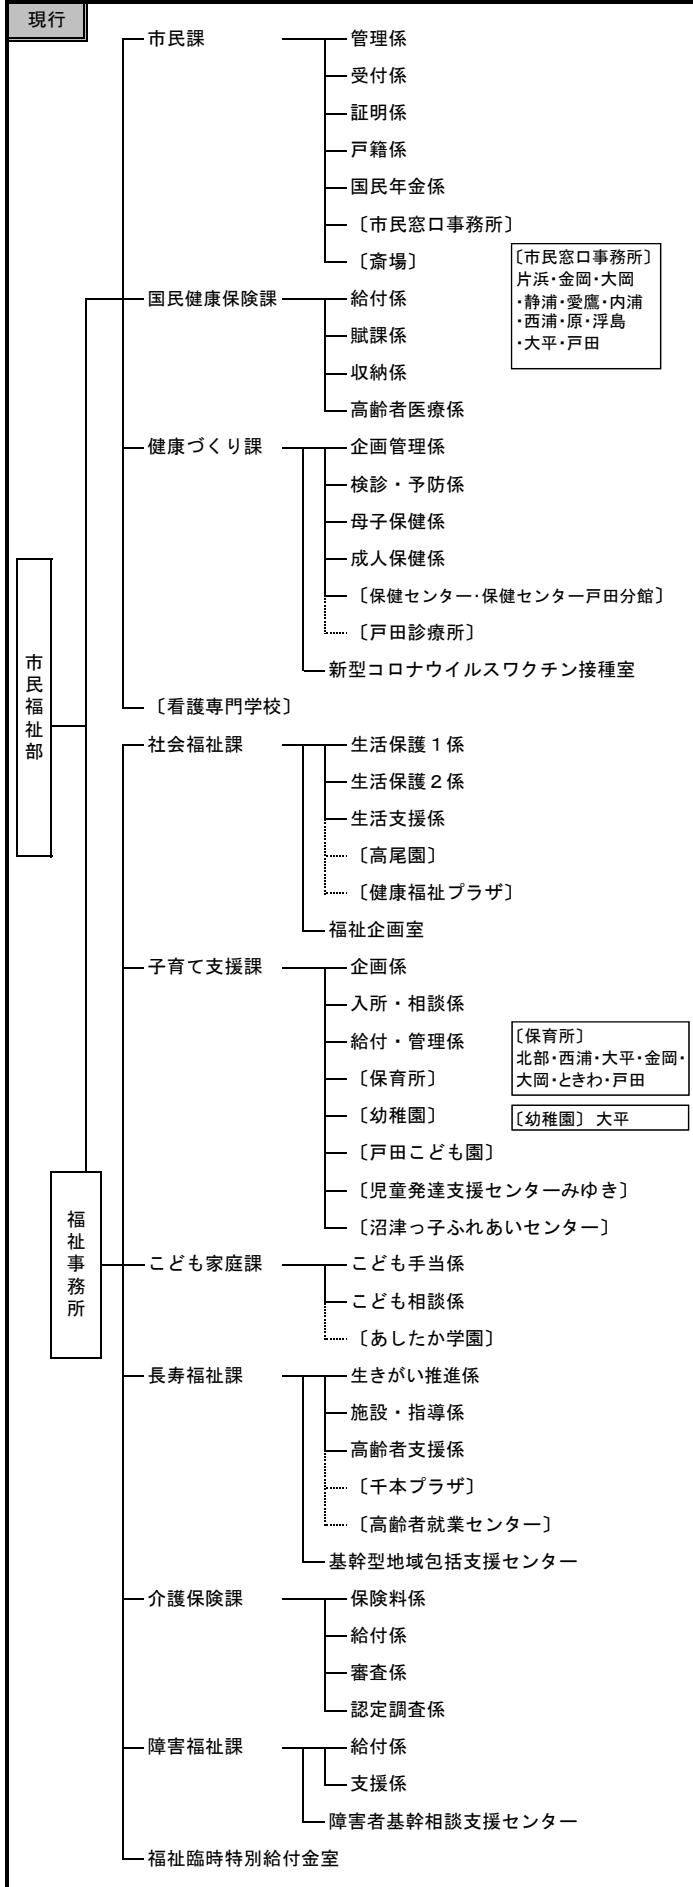 現行
市民課
管理係
受付係
証明係
戸籍係
国民年金係
〔市民窓口事務所〕
〔斎場〕
〔市民窓口事務所〕
片浜・金岡・大岡
・静浦・愛鷹・内浦
・西浦・原・浮島
・大平・戸田
国民健康保険課
給付係
賦課係
収納係
高齢者医療係
健康づくり課
企画管理係
検診・予防係
母子保健係
成人保健係
〔保健センター・保健センター戸田分館〕
〔戸田診療所〕
新型コロナウイルスワクチン接種室
〔看護専門学校〕
市民福祉部
社会福祉課
生活保護１係
生活保護２係
生活支援係
〔高尾園〕
〔健康福祉プラザ〕
福祉企画室
子育て支援課
企画係
入所・相談係
給付・管理係
〔保育所〕
〔幼稚園〕
〔戸田こども園〕
〔児童発達支援センターみゆき〕
〔沼津っ子ふれあいセンター〕
〔保育所〕
北部・西浦・大平・金岡・
大岡・ときわ・戸田
〔幼稚園〕 大平
福祉事務所
こども家庭課
こども手当係
こども相談係
〔あしたか学園〕
長寿福祉課
生きがい推進係
施設・指導係
高齢者支援係
〔千本プラザ〕
〔高齢者就業センター〕
基幹型地域包括支援センター
介護保険課
保険料係
給付係
審査係
認定調査係
障害福祉課
給付係
支援係
障害者基幹相談支援センター
福祉臨時特別給付金室